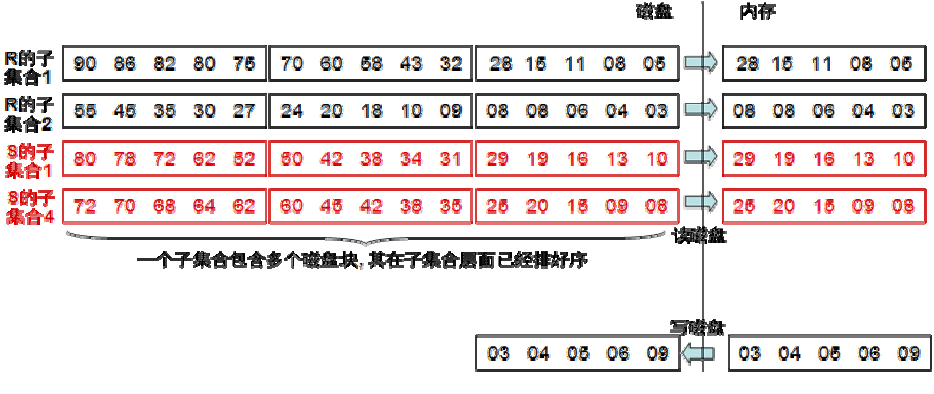 磁盘 内存
R的子集合1 90 86 82 80 75 70 60 58 43 32 28 15 11 08 05 28 15 11 08 05
R的子集合2 55 45 35 30 27 24 20 18 10 09 08 08 06 04 03 08 08 06 04 03
S的子集合1 80 78 72 62 52 50 42 38 34 31 29 19 16 13 10 29 19 16 13 10
S的子集合4 72 70 68 64 62 60 45 42 38 35 25 20 15 09 08 25 20 15 09 08
读磁盘
一个子集合包含多个磁盘块, 其在子集合层面已经排好序
写磁盘
03 04 05 06 09 03 04 05 06 09